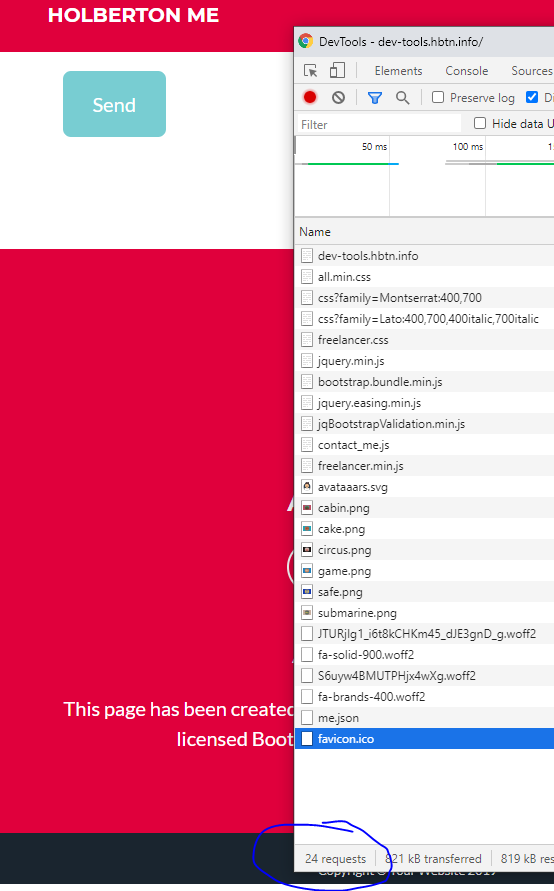 HOLBERTON ME
Send
This page has been created
licensed Boot
DevTools - dev-tools.hbtn.info/
Elements Console Sources
Preserve log
Filter
Hide data U
50 ms 100 ms
Name
dev-tools.hbtn.info
all.min.css
css?family=Montserrat:400,700
css?family=Lato:400,700,400italic,700italic
freelancer.css
jquery.min.js
bootstrap.bundle.min.js
jquery.easing.min.js
jqBootstrapValidation.min.js
contact_me.js
freelancer.min.js
avataaars.svg
cabin.png
cake.png
circus.png
game.png
safe.png
submarine.png
JTURjIg1_i6t8kCHKm45_dJE3gnD_g.woff2
fa-solid-900.woff2
S6uyw4BMUTPHjx4wXg.woff2
fa-brands-400.woff2
me.json
favicon.ico
24 requests 821 kB transferred 819 kB res
Copyright © Your Website 2019